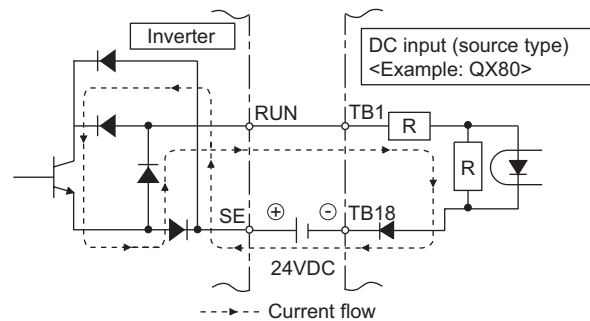 Inverter
DC input (source type)
<Example: QX80>
RUN
TB1
R
R
SE
⊕
⊖
TB18
24VDC
Current flow